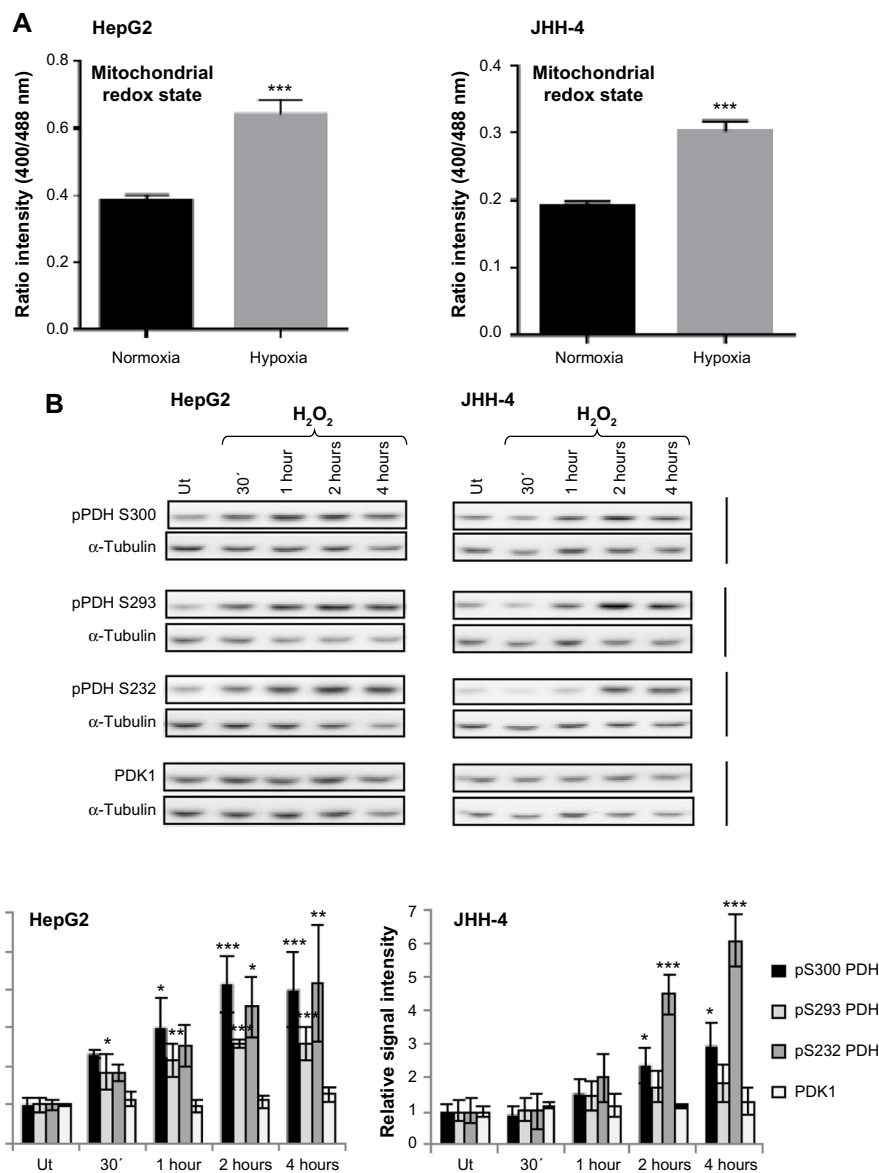 A
HepG2
Mitochondrial
redox state
Ratio intensity (400/488 nm)
0.8
0.6
0.4
0.2
0.0
***
Normoxia
Hypoxia
JHH-4
Mitochondrial
redox state
Ratio intensity (400/488 nm)
0.4
0.3
0.2
0.1
0.0
***
Normoxia
Hypoxia
B
HepG2
H₂O₂
Ut
30´
1 hour
2 hours
4 hours
JHH-4
H₂O₂
Ut
30´
1 hour
2 hours
4 hours
pPDH S300
α-Tubulin
pPDH S293
α-Tubulin
pPDH S232
α-Tubulin
PDK1
α-Tubulin
HepG2
*
*
**
***
***
*
***
***
**
Ut
30´
1 hour
2 hours
4 hours
JHH-4
Relative signal intensity
7
6
5
4
3
2
1
0
*
***
*
***
Ut
30´
1 hour
2 hours
4 hours
pS300 PDH
pS293 PDH
pS232 PDH
PDK1